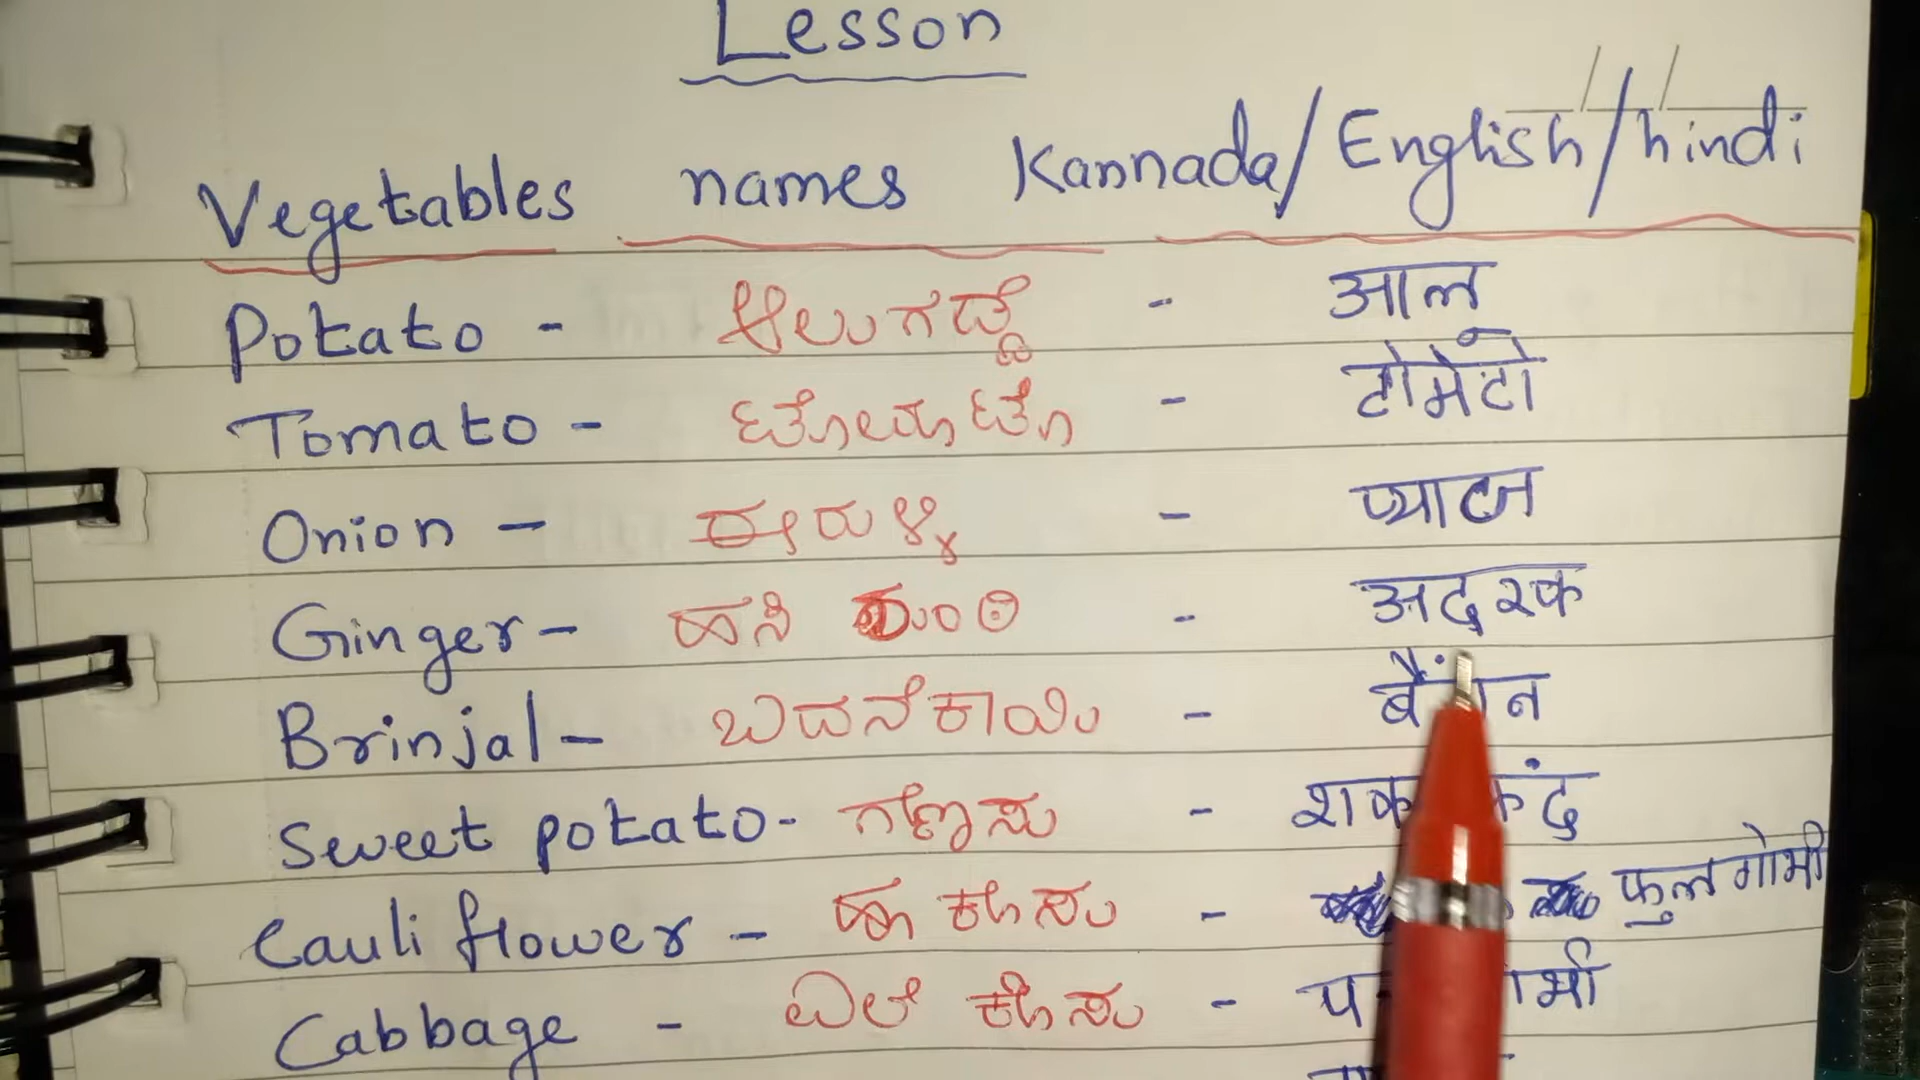 Lesson
Vegetables names Kannada/English/hindi
Potato - ಆಲುಗಡ್ಡೆ - आलू
Tomato - ಟೊಮಾಟೊ - टोमेटो
Onion - ಈರುಳ್ಳಿ - प्याज
Ginger - ಹಸಿ ಶುಂಠಿ - अदरक
Brinjal - ಬದನೆಕಾಯಿ -
Sweet potato - ಗೆಣಸು -
Cauli flower - ಹೂ ಕೋಸು - फुलगोभी
Cabbage - ಎಲೆ ಕೋಸು -